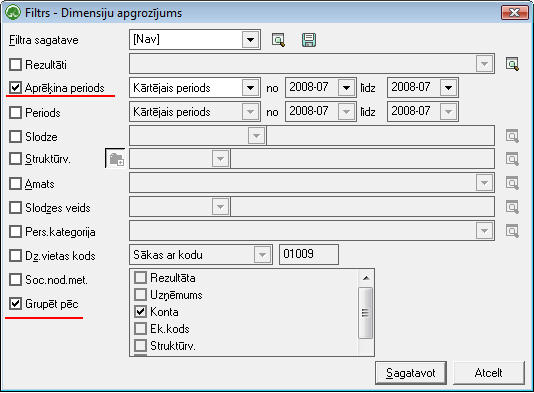 Filtrs - Dimensiju apgrozījums
Filtra sagatave [Nav]
Rezultāti
Aprēķina periods Kārtējais periods no 2008-07 līdz 2008-07
Periods Kārtējais periods no 2008-07 līdz 2008-07
Slodze
Struktūrv.
Amats
Slodzes veids
Pers.kategorija
Dz.vietas kods Sākas ar kodu 01009
Soc.nod.met.
Grupēt pēc
Rezultāta
Uzņēmums
Konta
Ek.kods
Struktūrv.
Sagatavot Atcelt